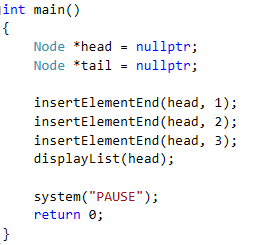 int main()
{
    Node *head = nullptr;
    Node *tail = nullptr;

    insertElementEnd(head, 1);
    insertElementEnd(head, 2);
    insertElementEnd(head, 3);
    displayList(head);

    system("PAUSE");
    return 0;
}